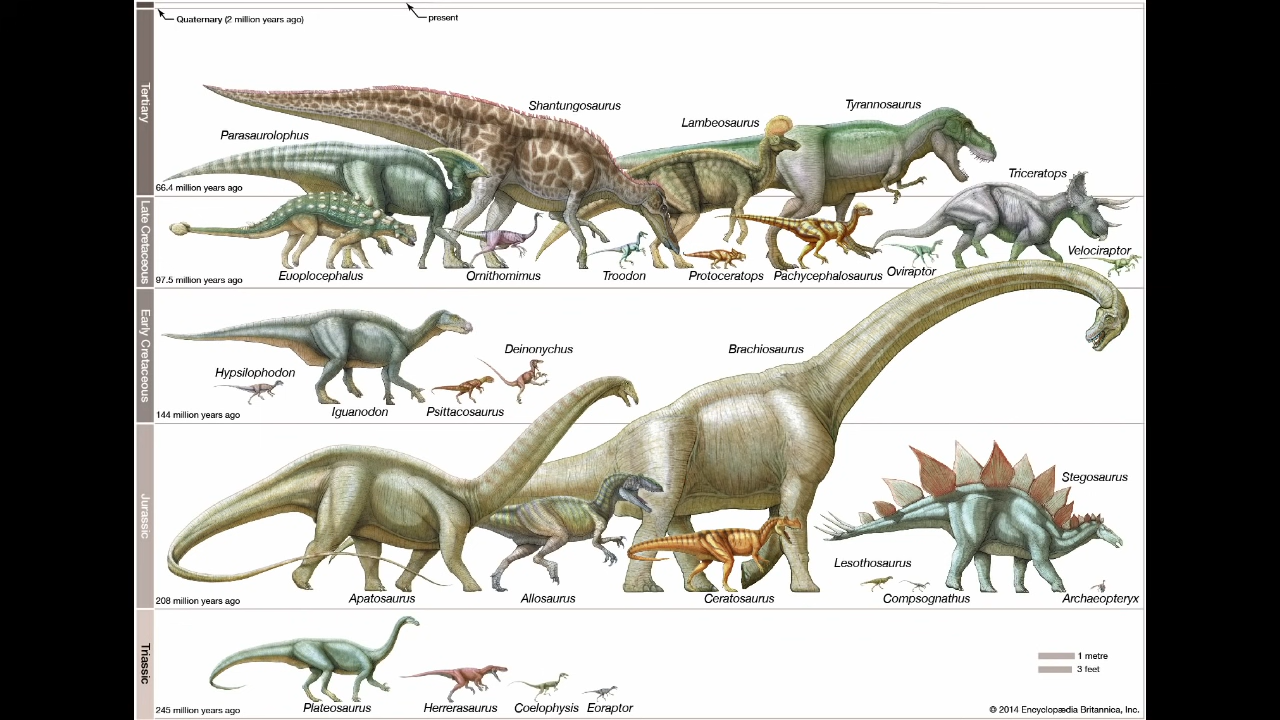 Quaternary (2 million years ago)
present
Tertiary
Shantungosaurus
Tyrannosaurus
Lambeosaurus
Parasaurolophus
Triceratops
66.4 million years ago
Late Cretaceous
Velociraptor
Euoplocephalus
Ornithomimus
Troodon
Protoceratops
Pachycephalosaurus
Oviraptor
97.5 million years ago
Early Cretaceous
Deinonychus
Brachiosaurus
Hypsilophodon
Iguanodon
Psittacosaurus
144 million years ago
Jurassic
Stegosaurus
Lesothosaurus
Apatosaurus
Allosaurus
Ceratosaurus
Compsognathus
Archaeopteryx
208 million years ago
Triassic
1 metre
3 feet
Plateosaurus
Herrerasaurus
Coelophysis
Eoraptor
245 million years ago
© 2014 Encyclopædia Britannica, Inc.